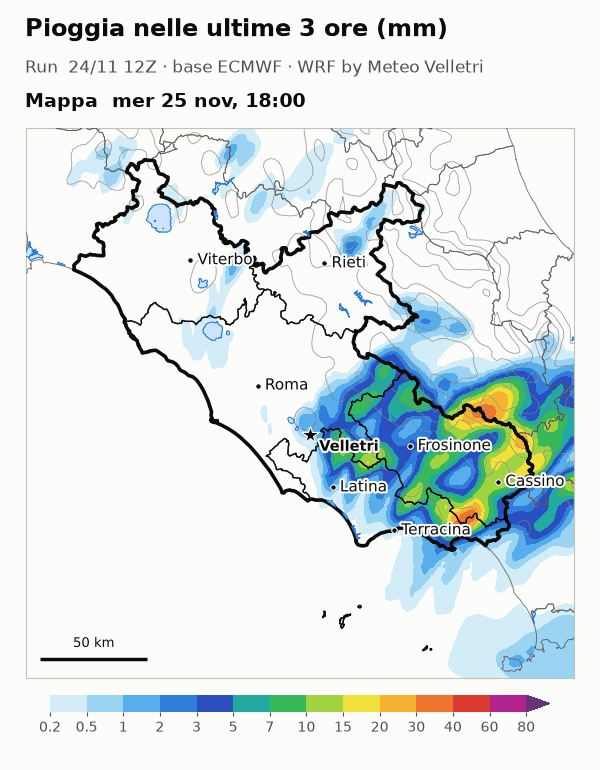 Pioggia nelle ultime 3 ore (mm)
Run  24/11 12Z · base ECMWF · WRF by Meteo Velletri
Mappa  mer 25 nov, 18:00
Viterbo
Rieti
Roma
Velletri
Frosinone
Latina
Cassino
Terracina
50 km
0.2 0.5 1 2 3 5 7 10 15 20 30 40 60 80